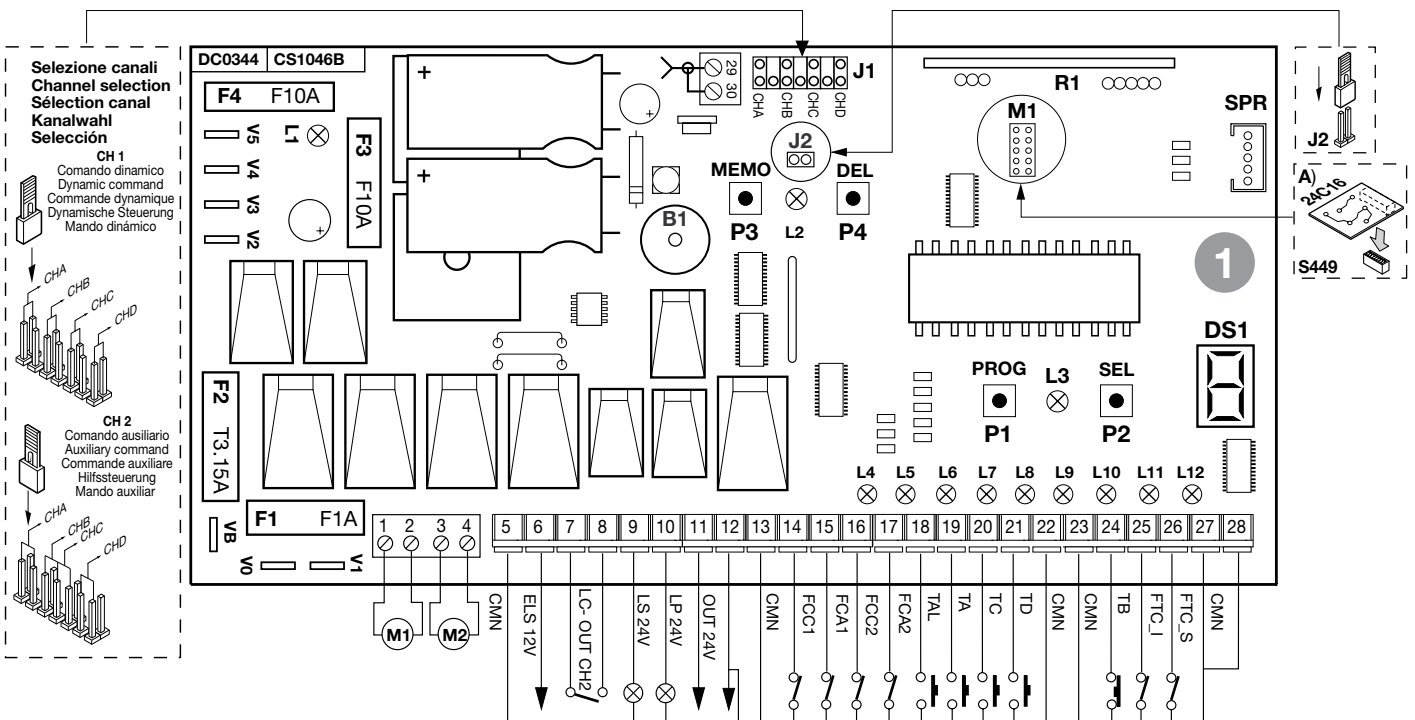 Selezione canali
Channel selection
Sélection canal
Kanalwahl
Selección
CH 1
Comando dinamico
Dynamic command
Commande dynamique
Dynamische Steuerung
Mando dinámico
CHA
CHB
CHC
CHD
CH 2
Comando ausiliario
Auxiliary command
Commande auxiliare
Hilfssteuerung
Mando auxiliar
CHA
CHB
CHC
CHD
DC0344 CS1046B
F4 F10A
V5
V4
V3
V2
L1
F3 F10A
+
+
+
29
30
J1
CHA
CHB
CHC
CHD
R1
M1
SPR
J2
MEMO
DEL
P3
L2
P4
B1
1
DS1
PROG
L3
SEL
P1
P2
F2 T3.15A
F1 F1A
VB
V0
V1
L4 L5 L6 L7 L8 L9 L10 L11 L12
1 2 3 4 5 6 7 8 9 10 11 12 13 14 15 16 17 18 19 20 21 22 23 24 25 26 27 28
M1
M2
CMN
ELS 12V
LC- OUT CH2
LS 24V
LP 24V
OUT 24V
CMN
FCC1
FCA1
FCC2
FCA2
TAL
TA
TC
TD
CMN
CMN
TB
FTC_I
FTC_S
CMN
J2
A)
24C16
S449